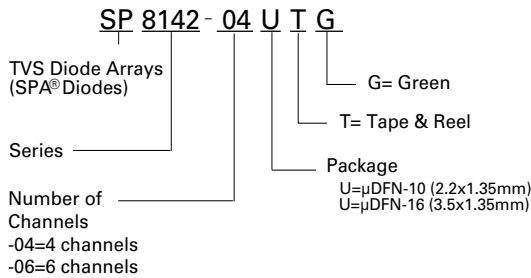 SP 8142 - 04 U T G
TVS Diode Arrays
(SPA® Diodes)
G= Green
T= Tape & Reel
Series
Package
U=µDFN-10 (2.2x1.35mm)
U=µDFN-16 (3.5x1.35mm)
Number of
Channels
-04=4 channels
-06=6 channels